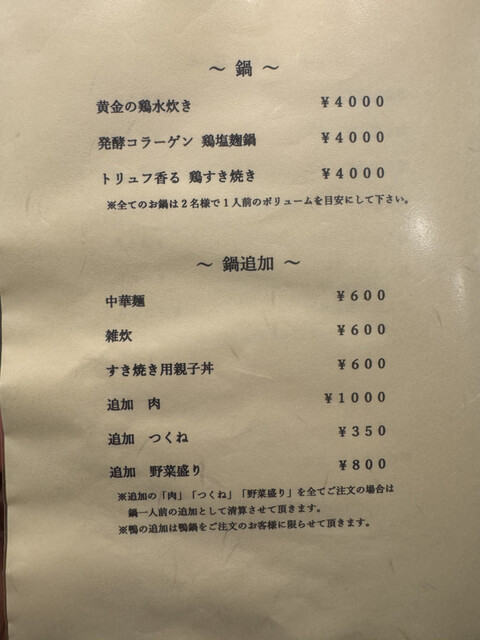 ～ 鍋 ～
黄金の鶏水炊き ￥4000
発酵コラーゲン 鶏塩麹鍋 ￥4000
トリュフ香る 鶏すき焼き ￥4000
※全てのお鍋は2名様で1人前のボリュームを目安にして下さい。
～ 鍋追加 ～
中華麺 ￥600
雑炊 ￥600
すき焼き用親子丼 ￥600
追加 肉 ￥1000
追加 つくね ￥350
追加 野菜盛り ￥800
※追加の「肉」「つくね」「野菜盛り」を全てご注文の場合は
鍋一人前の追加として清算させて頂きます。
※鴨の追加は鴨鍋をご注文のお客様に限らせて頂きます。